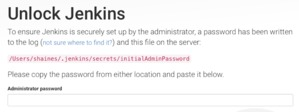 Unlock Jenkins
To ensure Jenkins is securely set up by the administrator, a password has been written
to the log (not sure where to find it?) and this file on the server:
/Users/shaines/.jenkins/secrets/initialAdminPassword
Please copy the password from either location and paste it below.
Administrator password